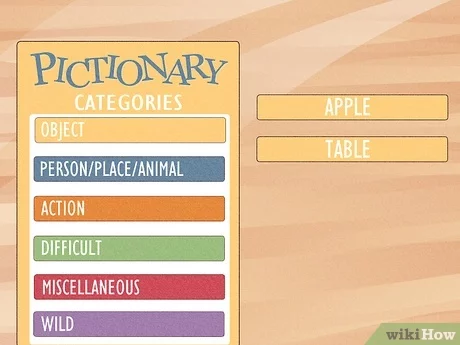 PICTIONARY
CATEGORIES
OBJECT
PERSON/PLACE/ANIMAL
ACTION
DIFFICULT
MISCELLANEOUS
WILD
APPLE
TABLE
wikiHow